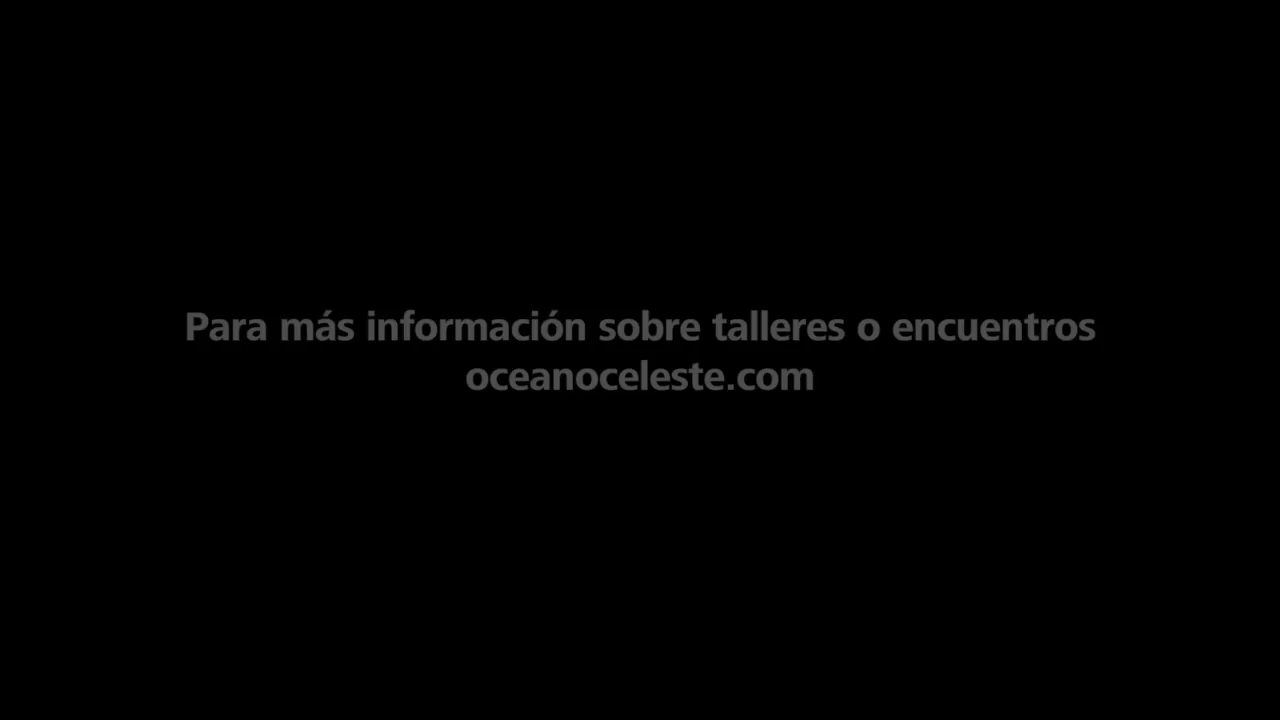 Para más información sobre talleres o encuentros
oceanoceleste.com